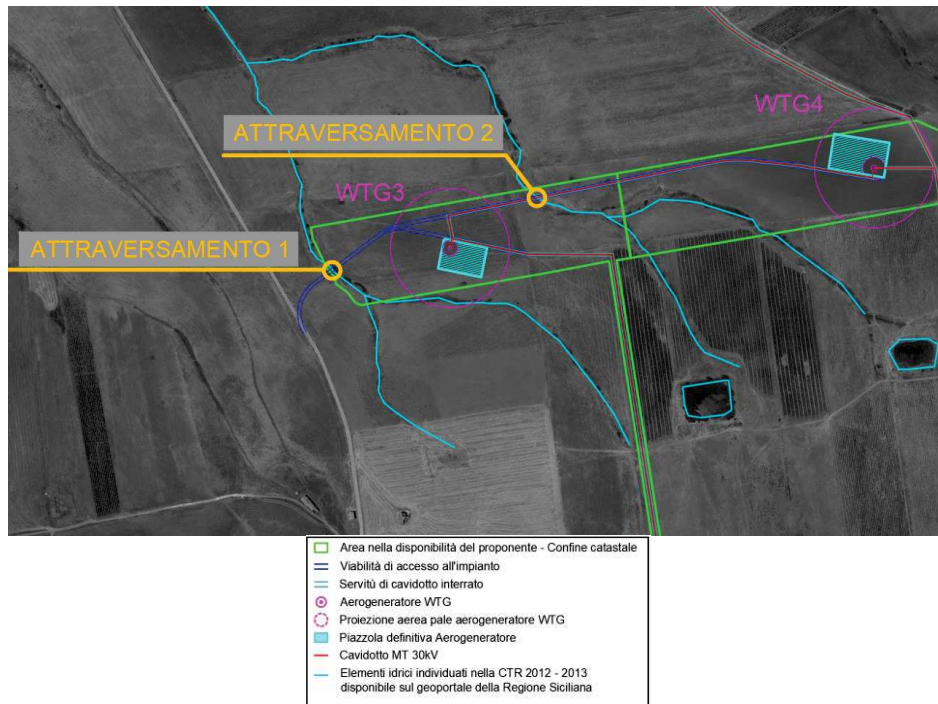 WTG4
ATTRAVERSAMENTO 2
WTG3
ATTRAVERSAMENTO 1
Area nella disponibilità del proponente - Confine catastale
Viabilità di accesso all'impianto
Servitù di cavidotto interrato
Aerogeneratore WTG
Proiezione aerea pale aerogeneratore WTG
Piazzola definitiva Aerogeneratore
Cavidotto MT 30kV
Elementi idrici individuati nella CTR 2012 - 2013
disponibile sul geoportale della Regione Siciliana